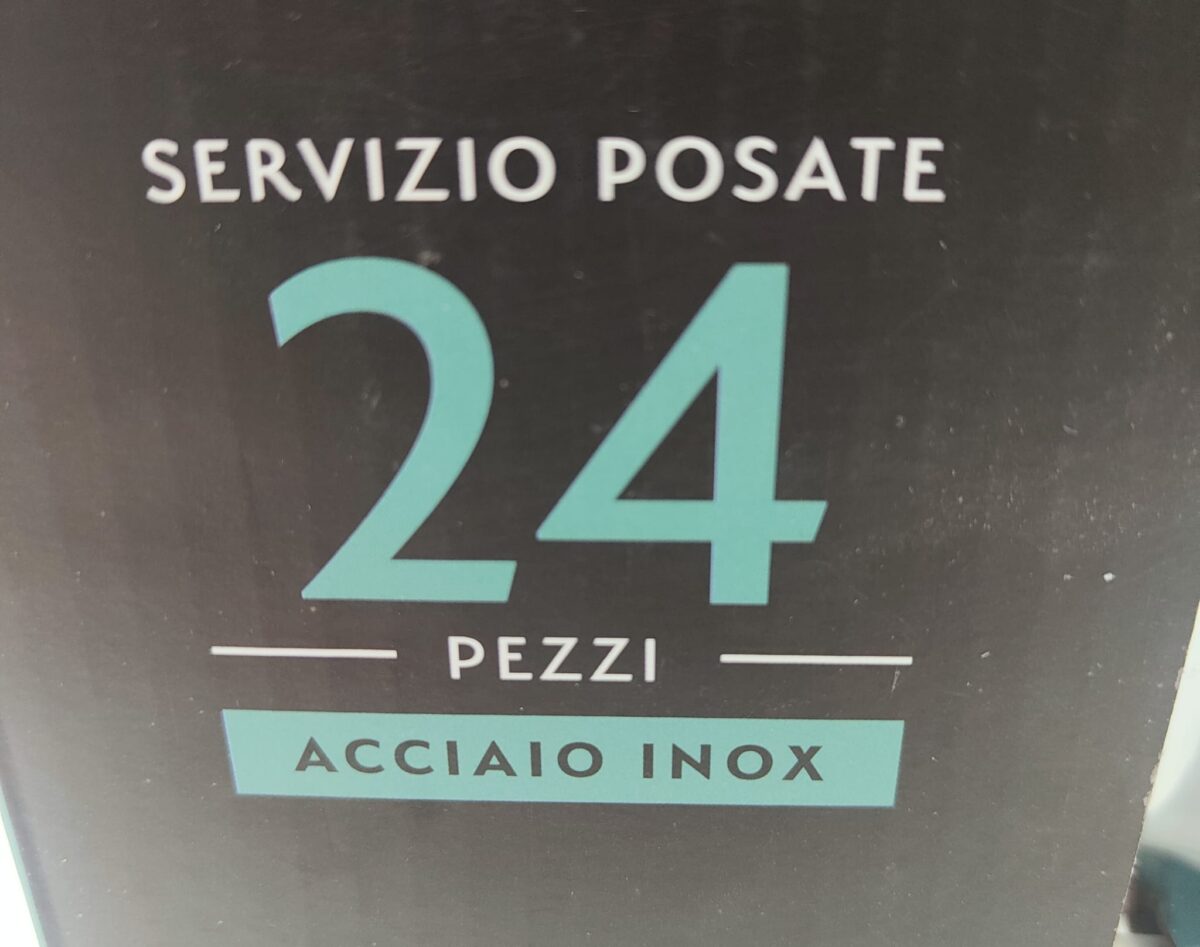 SERVIZIO POSATE
24
PEZZI
ACCIAIO INOX